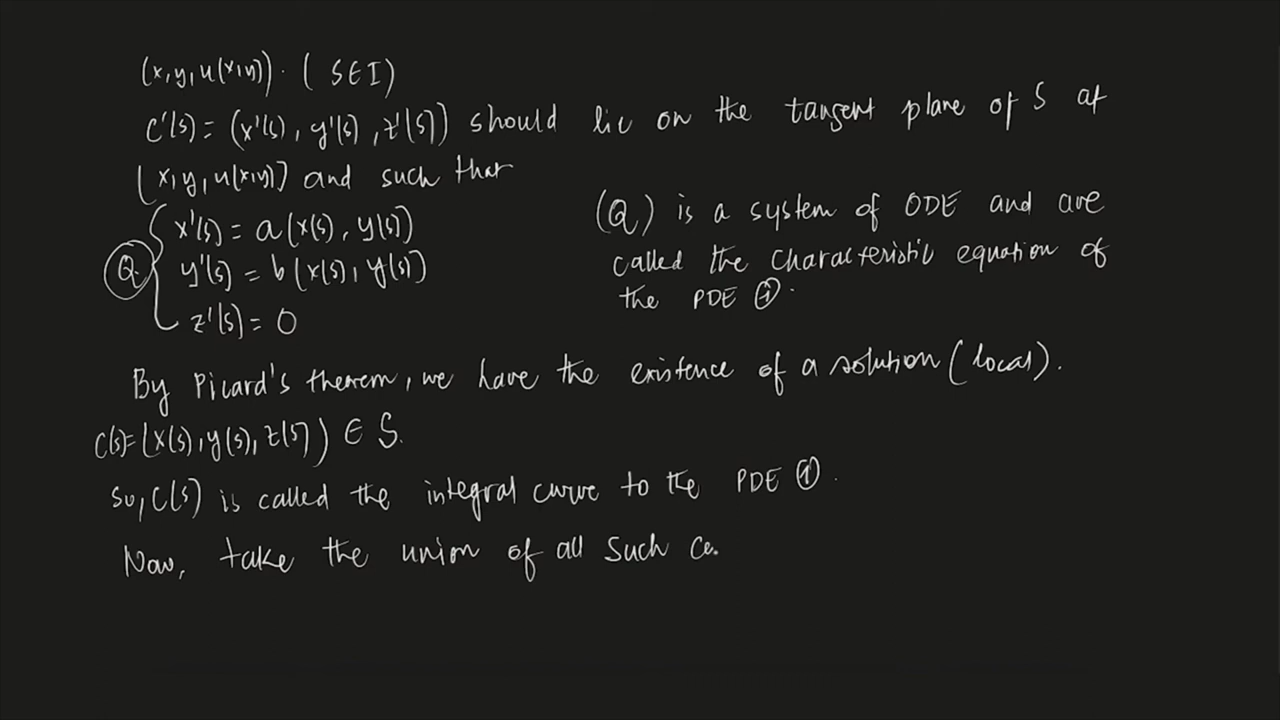 (x, y, u(x,y)). (s∈I)
C'(s) = (x'(s), y'(s), z'(s)) should lie on the tangent plane of S at
(x, y, u(x,y)) and such that
x'(s) = a(x(s), y(s))
Q. y'(s) = b(x(s), y(s))
z'(s) = 0
(Q) is a system of ODE and are
called the characteristic equation of
the PDE ①.
By Picard's therem, we have the existence of a solution (local).
C(s) = (x(s), y(s), z(s)) ∈ S.
So, C(s) is called the integral curve to the PDE ①.
Now, take the union of all such